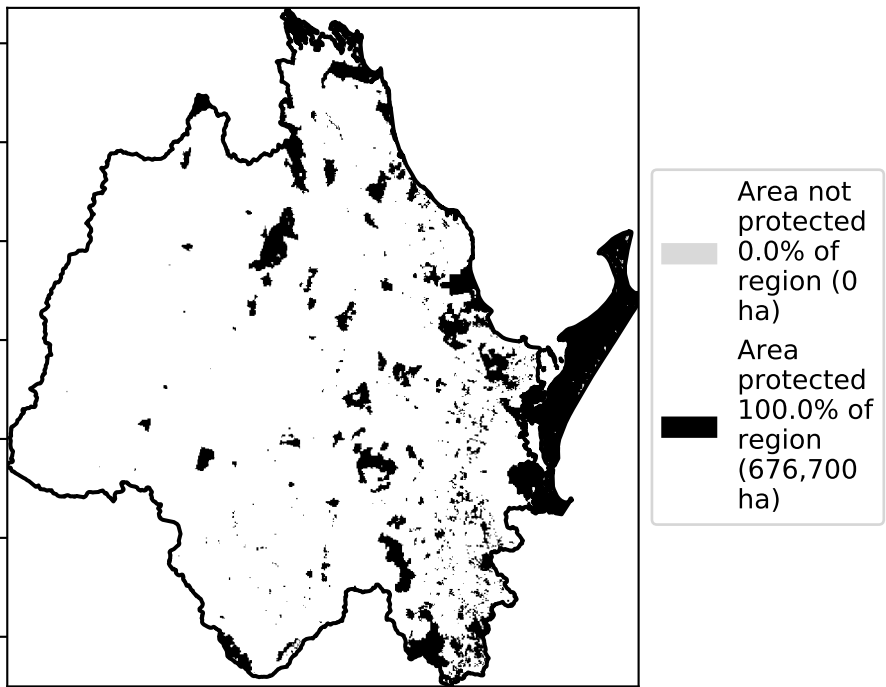 Area not
protected
0.0% of
region (0
ha)
Area
protected
100.0% of
region
(676,700
ha)